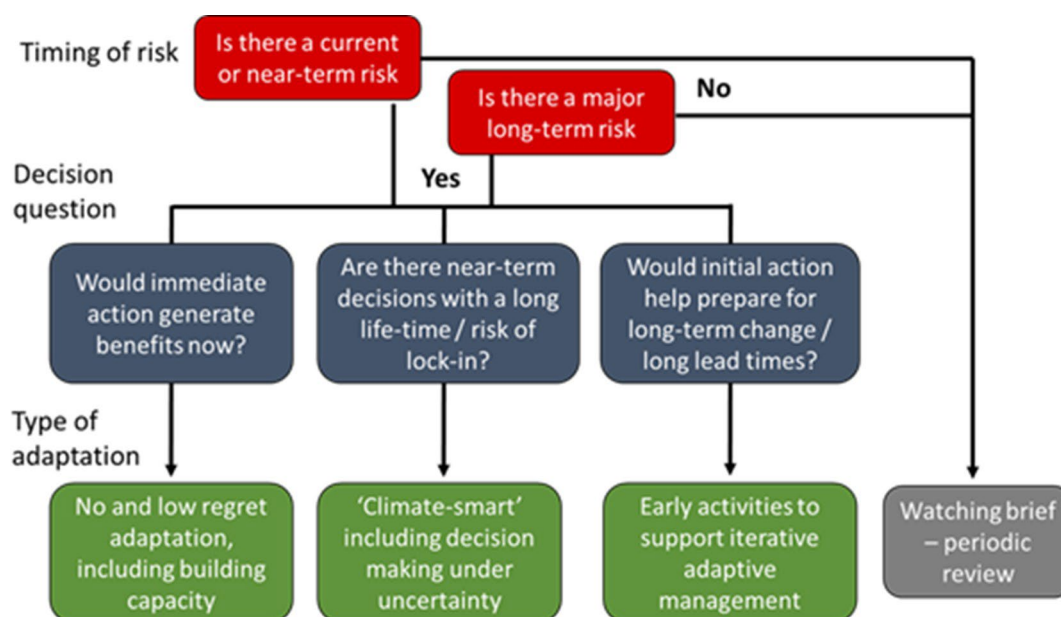 Timing of risk
Is there a current
or near-term risk
Is there a major
long-term risk
No
Yes
Decision
question
Would immediate
action generate
benefits now?
Are there near-term
decisions with a long
life-time / risk of
lock-in?
Would initial action
help prepare for
long-term change /
long lead times?
Type of
adaptation
No and low regret
adaptation,
including building
capacity
‘Climate-smart’
including decision
making under
uncertainty
Early activities to
support iterative
adaptive
management
Watching brief
– periodic
review